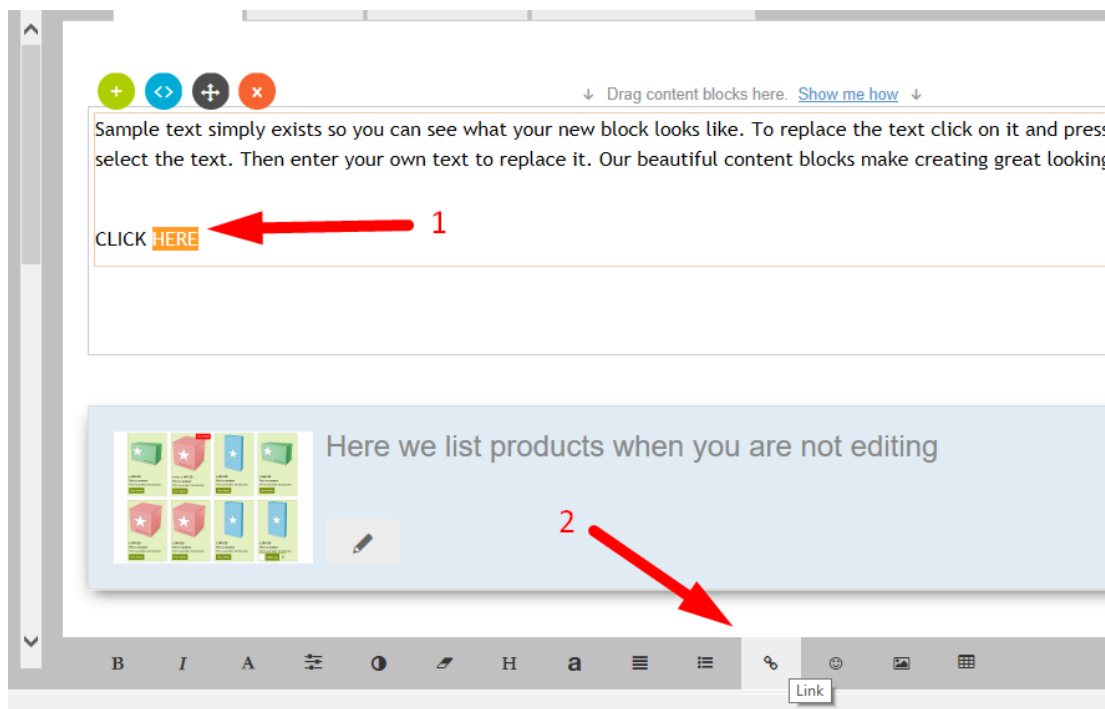 ↓ Drag content blocks here. Show me how ↓
Sample text simply exists so you can see what your new block looks like. To replace the text click on it and press
select the text. Then enter your own text to replace it. Our beautiful content blocks make creating great looking
1
CLICK HERE
Here we list products when you are not editing
2
B I A H a
Link